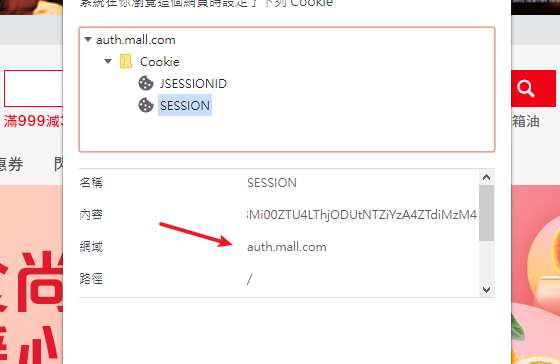 系統在你瀏覽這個網頁時設定了下列 Cookie
auth.mall.com
Cookie
JSESSIONID
SESSION
滿999減
箱油
惠券
名稱 SESSION
內容 Mi00ZTU4LThjODUtNTZiYzA4ZTdiMzM4
網域 auth.mall.com
路徑 /
尚
心